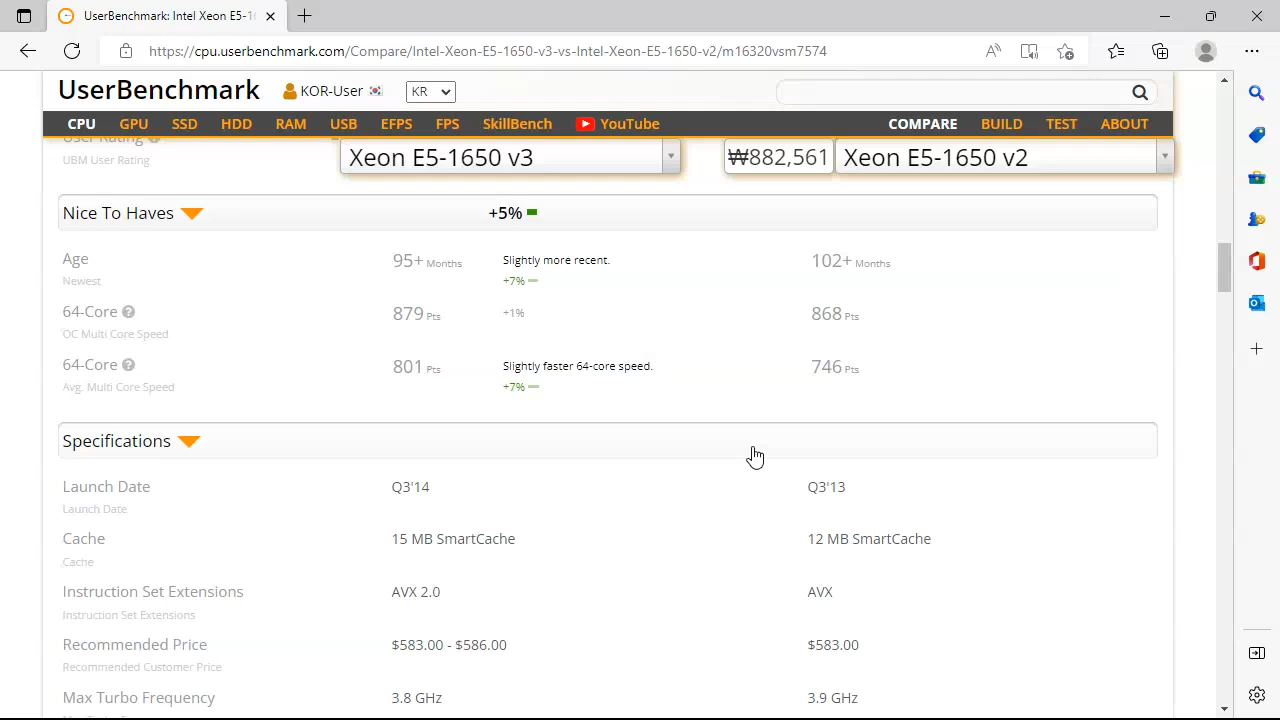 UserBenchmark: Intel Xeon E5-16
https://cpu.userbenchmark.com/Compare/Intel-Xeon-E5-1650-v3-vs-Intel-Xeon-E5-1650-v2/m16320vsm7574
UserBenchmark KOR-User KR
CPU GPU SSD HDD RAM USB EFPS FPS SkillBench YouTube COMPARE BUILD TEST ABOUT
User Rating
UBM User Rating
Xeon E5-1650 v3 ₩882,561 Xeon E5-1650 v2
Nice To Haves +5%
Age 95+ Months Slightly more recent. 102+ Months
Newest +7%
64-Core 879 Pts +1% 868 Pts
OC Multi Core Speed
64-Core 801 Pts Slightly faster 64-core speed. 746 Pts
Avg. Multi Core Speed +7%
Specifications
Launch Date Q3'14 Q3'13
Launch Date
Cache 15 MB SmartCache 12 MB SmartCache
Cache
Instruction Set Extensions AVX 2.0 AVX
Instruction Set Extensions
Recommended Price $583.00 - $586.00 $583.00
Recommended Customer Price
Max Turbo Frequency 3.8 GHz 3.9 GHz